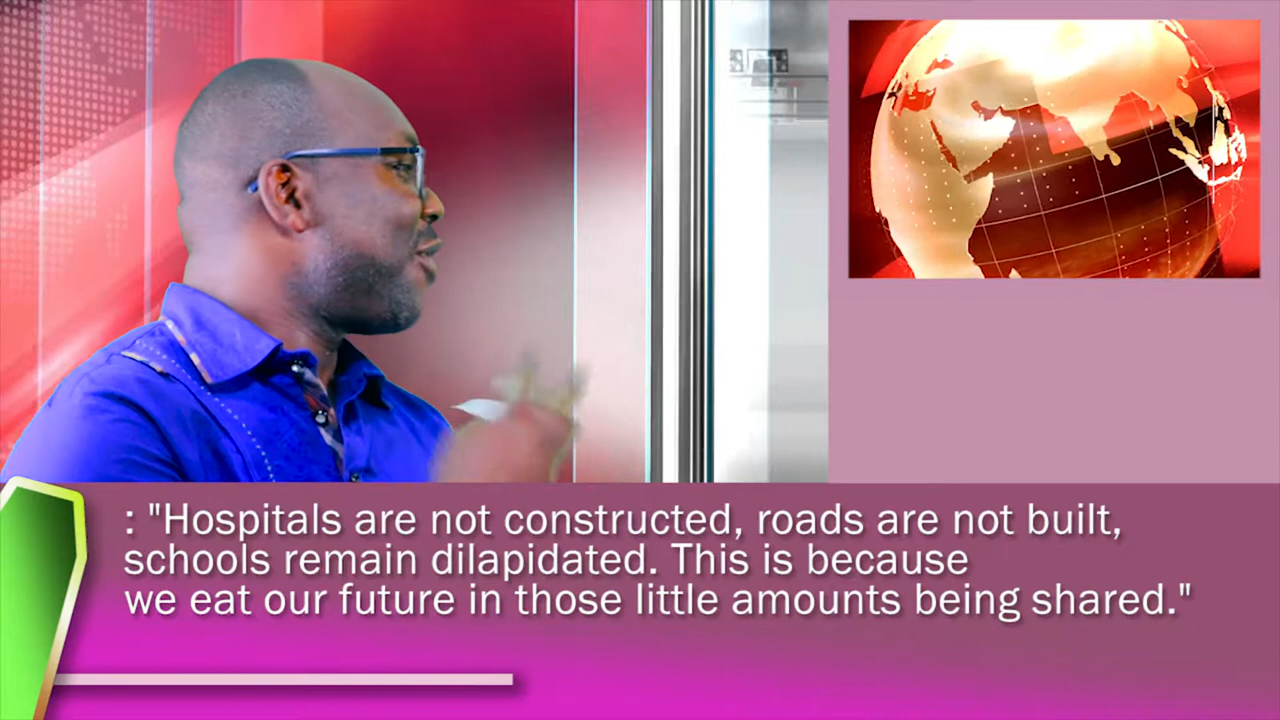 : "Hospitals are not constructed, roads are not built,
schools remain dilapidated. This is because
we eat our future in those little amounts being shared."